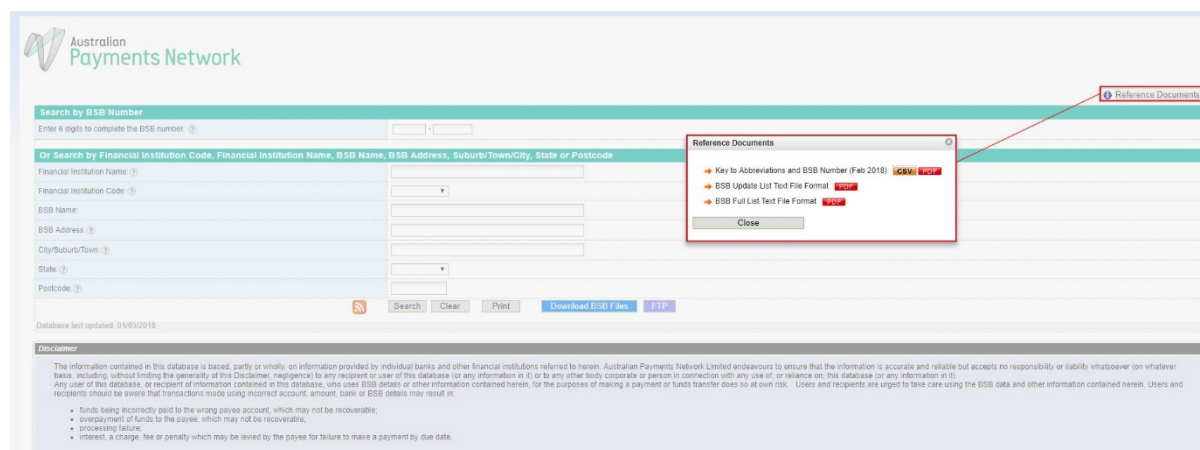 Australian
Payments Network
Reference Documents
Search by BSB Number
Enter 6 digits to complete the BSB number:
-
Reference Documents
Or Search by Financial Institution Code, Financial Institution Name, BSB Name, BSB Address, Suburb/Town/City, State or Postcode
Financial Institution Name:
Key to Abbreviations and BSB Number (Feb 2018) CSV PDF
Financial Institution Code:
BSB Update List Text File Format PDF
BSB Full List Text File Format PDF
BSB Name:
Close
BSB Address:
City/Suburb/Town:
State:
Postcode:
Search Clear Print Download BSB Files FTP
Database last updated: 01/03/2018
Disclaimer
The information contained in this database is based, partly or wholly, on information provided by individual banks and other financial institutions referred to herein. Australian Payments Network Limited endeavours to ensure that the information is accurate and reliable but accepts no responsibility or liability whatsoever (on whatever
basis, including, without limiting the generality of this Disclaimer, negligence) to any recipient or user of this database (or any information in it) or to any other body corporate or person in connection with any use of, or reliance on, this database (or any information in it).
Any user of this database, or recipient of information contained in this database, who uses BSB details or other information contained herein, for the purposes of making a payment or funds transfer does so at own risk. Users and recipients are urged to take care using the BSB data and other information contained herein. Users and
recipients should be aware that transactions made using incorrect account, amount, bank or BSB details may result in:
funds being incorrectly paid to the wrong payee account, which may not be recoverable;
overpayment of funds to the payee, which may not be recoverable;
processing failure;
interest, a charge, fee or penalty which may be levied by the payee for failure to make a payment by due date.